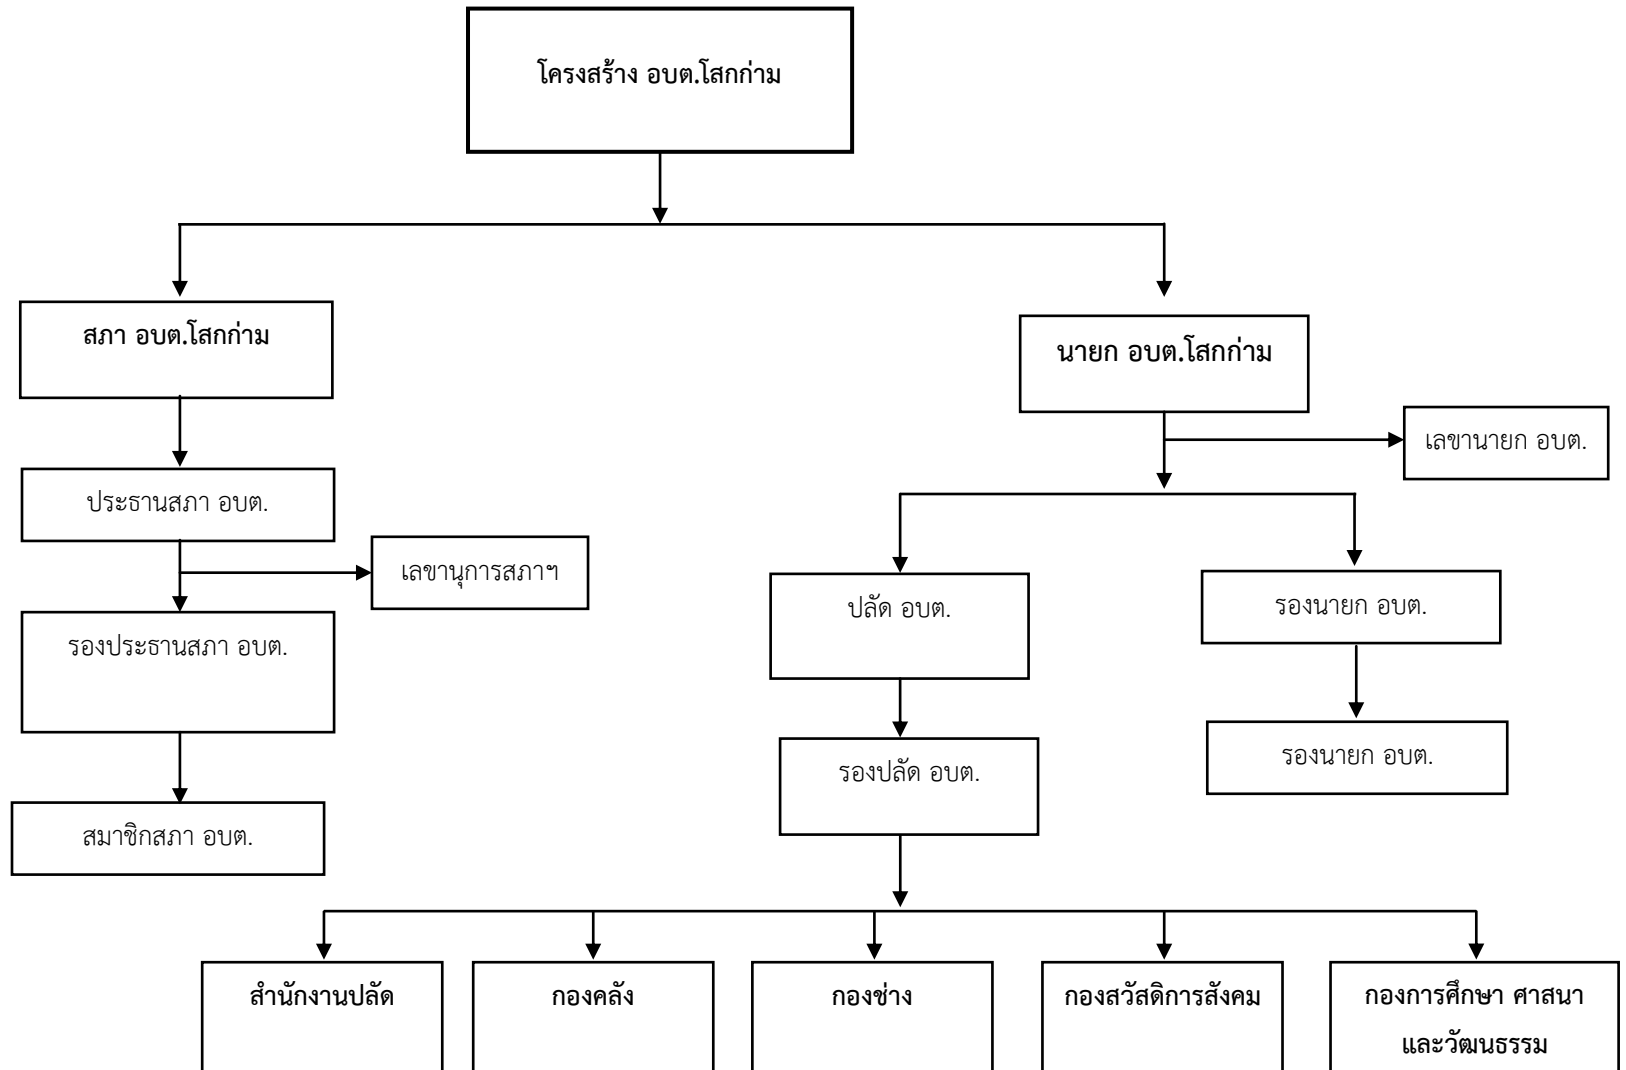 โครงสร้าง อบต.โสกก่าม
สภา อบต.โสกก่าม
นายก อบต.โสกก่าม
เลขานายก อบต.
ประธานสภา อบต.
เลขานุการสภาฯ
ปลัด อบต.
รองนายก อบต.
รองประธานสภา อบต.
รองนายก อบต.
รองปลัด อบต.
สมาชิกสภา อบต.
สำนักงานปลัด
กองคลัง
กองช่าง
กองสวัสดิการสังคม
กองการศึกษา ศาสนา
และวัฒนธรรม